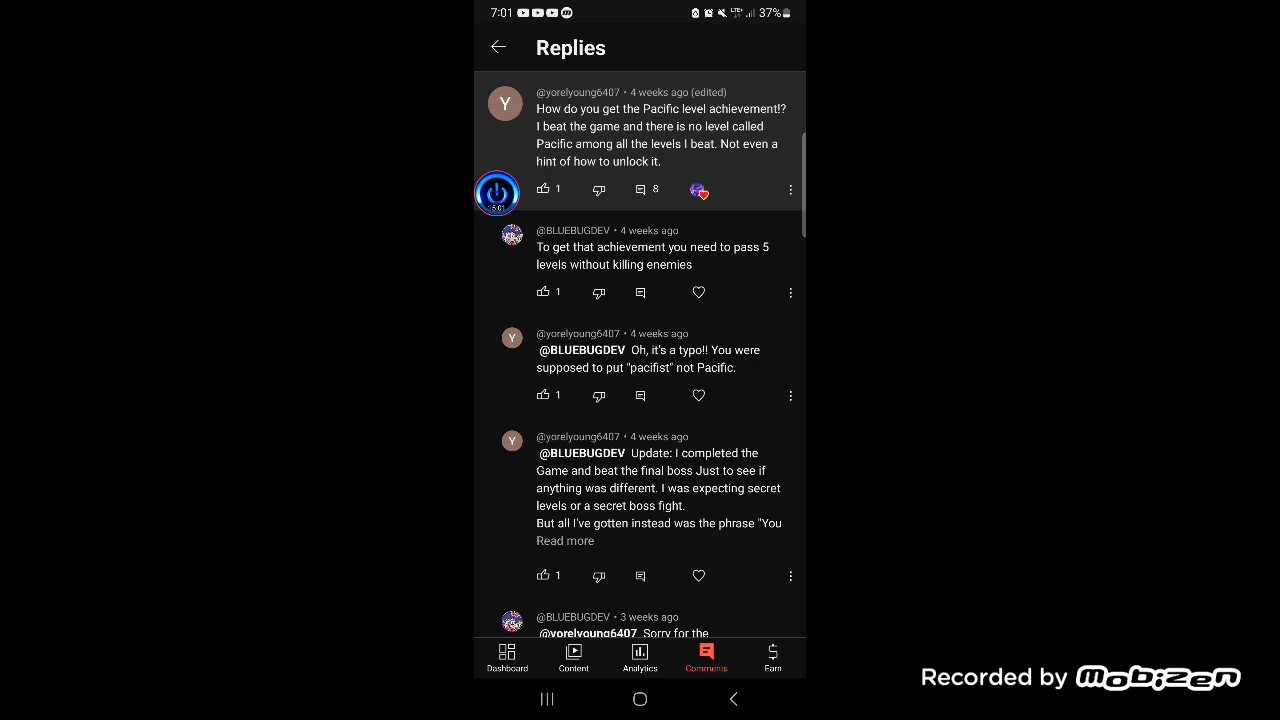 7:01
LTE+
37%
Replies
@yorelyoung6407 • 4 weeks ago (edited)
Y
How do you get the Pacific level achievement!?
I beat the game and there is no level called
Pacific among all the levels I beat. Not even a
hint of how to unlock it.
1
8
15:01
@BLUEBUGDEV • 4 weeks ago
To get that achievement you need to pass 5
levels without killing enemies
1
@yorelyoung6407 • 4 weeks ago
Y
@BLUEBUGDEV Oh, it's a typo!! You were
supposed to put "pacifist" not Pacific.
1
@yorelyoung6407 • 4 weeks ago
Y
@BLUEBUGDEV Update: I completed the
Game and beat the final boss Just to see if
anything was different. I was expecting secret
levels or a secret boss fight.
But all I've gotten instead was the phrase "You
Read more
1
@BLUEBUGDEV • 3 weeks ago
@yorelyoung6407 Sorry for the
Dashboard
Content
Analytics
Comments
Earn
Recorded by Mobizen